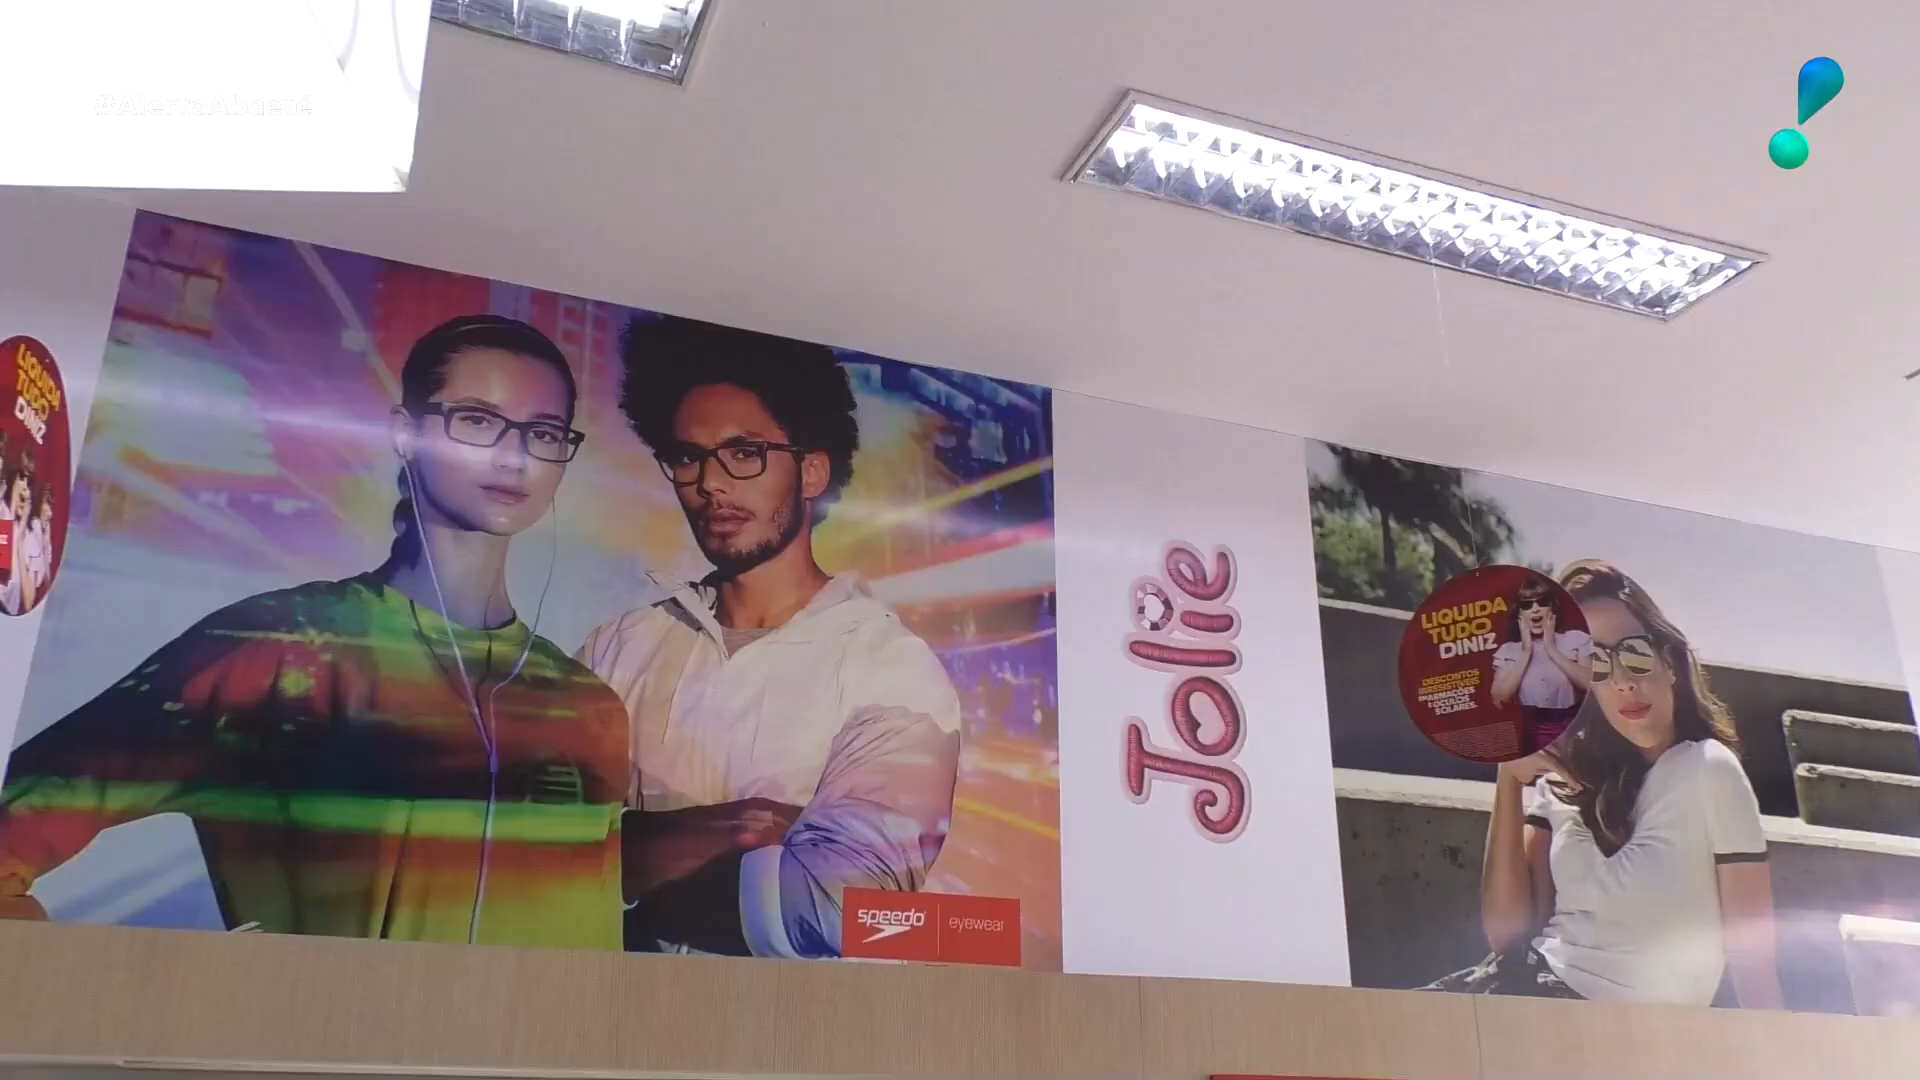 #AlertaAbaeté
LIQUIDA
TUDO
DINIZ
speedo
eyewear
Jolie
LIQUIDA
TUDO
DINIZ
DESCONTOS
IRRESISTÍVEIS
EM ARMAÇÕES
E ÓCULOS
SOLARES.